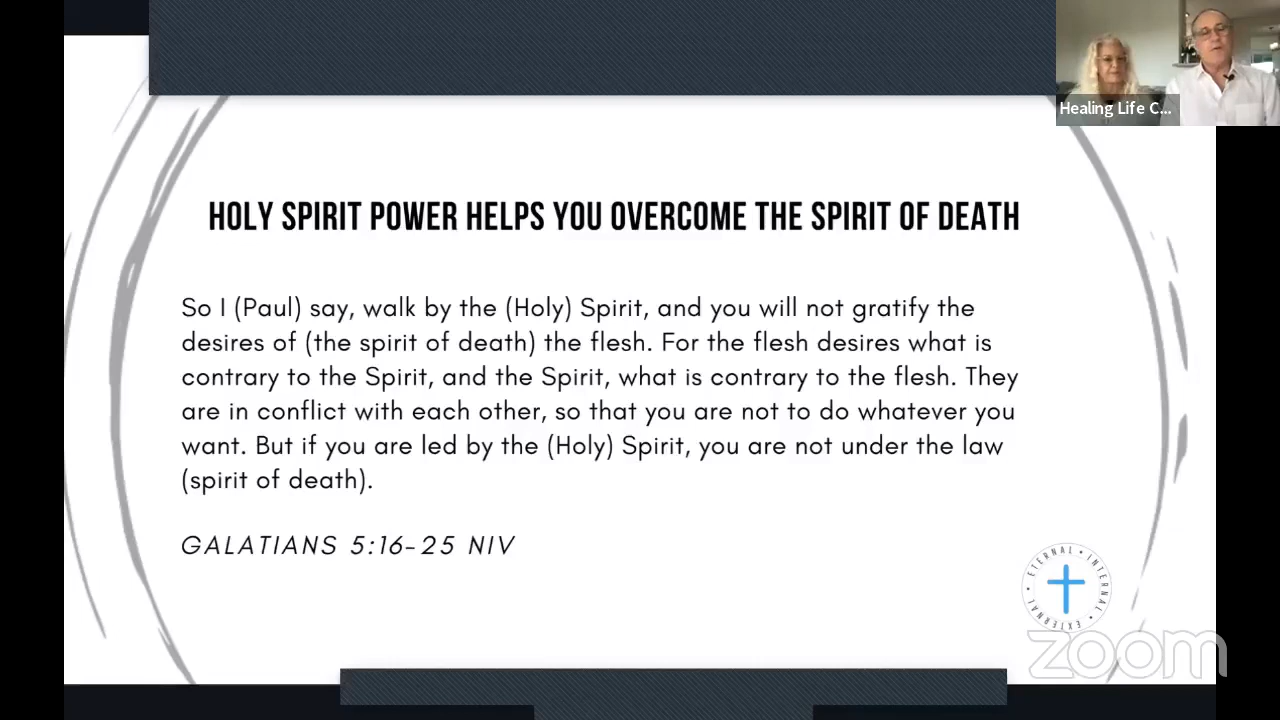 Healing Life C...
HOLY SPIRIT POWER HELPS YOU OVERCOME THE SPIRIT OF DEATH
So I (Paul) say, walk by the (Holy) Spirit, and you will not gratify the
desires of (the spirit of death) the flesh. For the flesh desires what is
contrary to the Spirit, and the Spirit, what is contrary to the flesh. They
are in conflict with each other, so that you are not to do whatever you
want. But if you are led by the (Holy) Spirit, you are not under the law
(spirit of death).
GALATIANS 5:16-25 NIV
ETERNAL • INTERNAL • EXTERNAL •
zoom